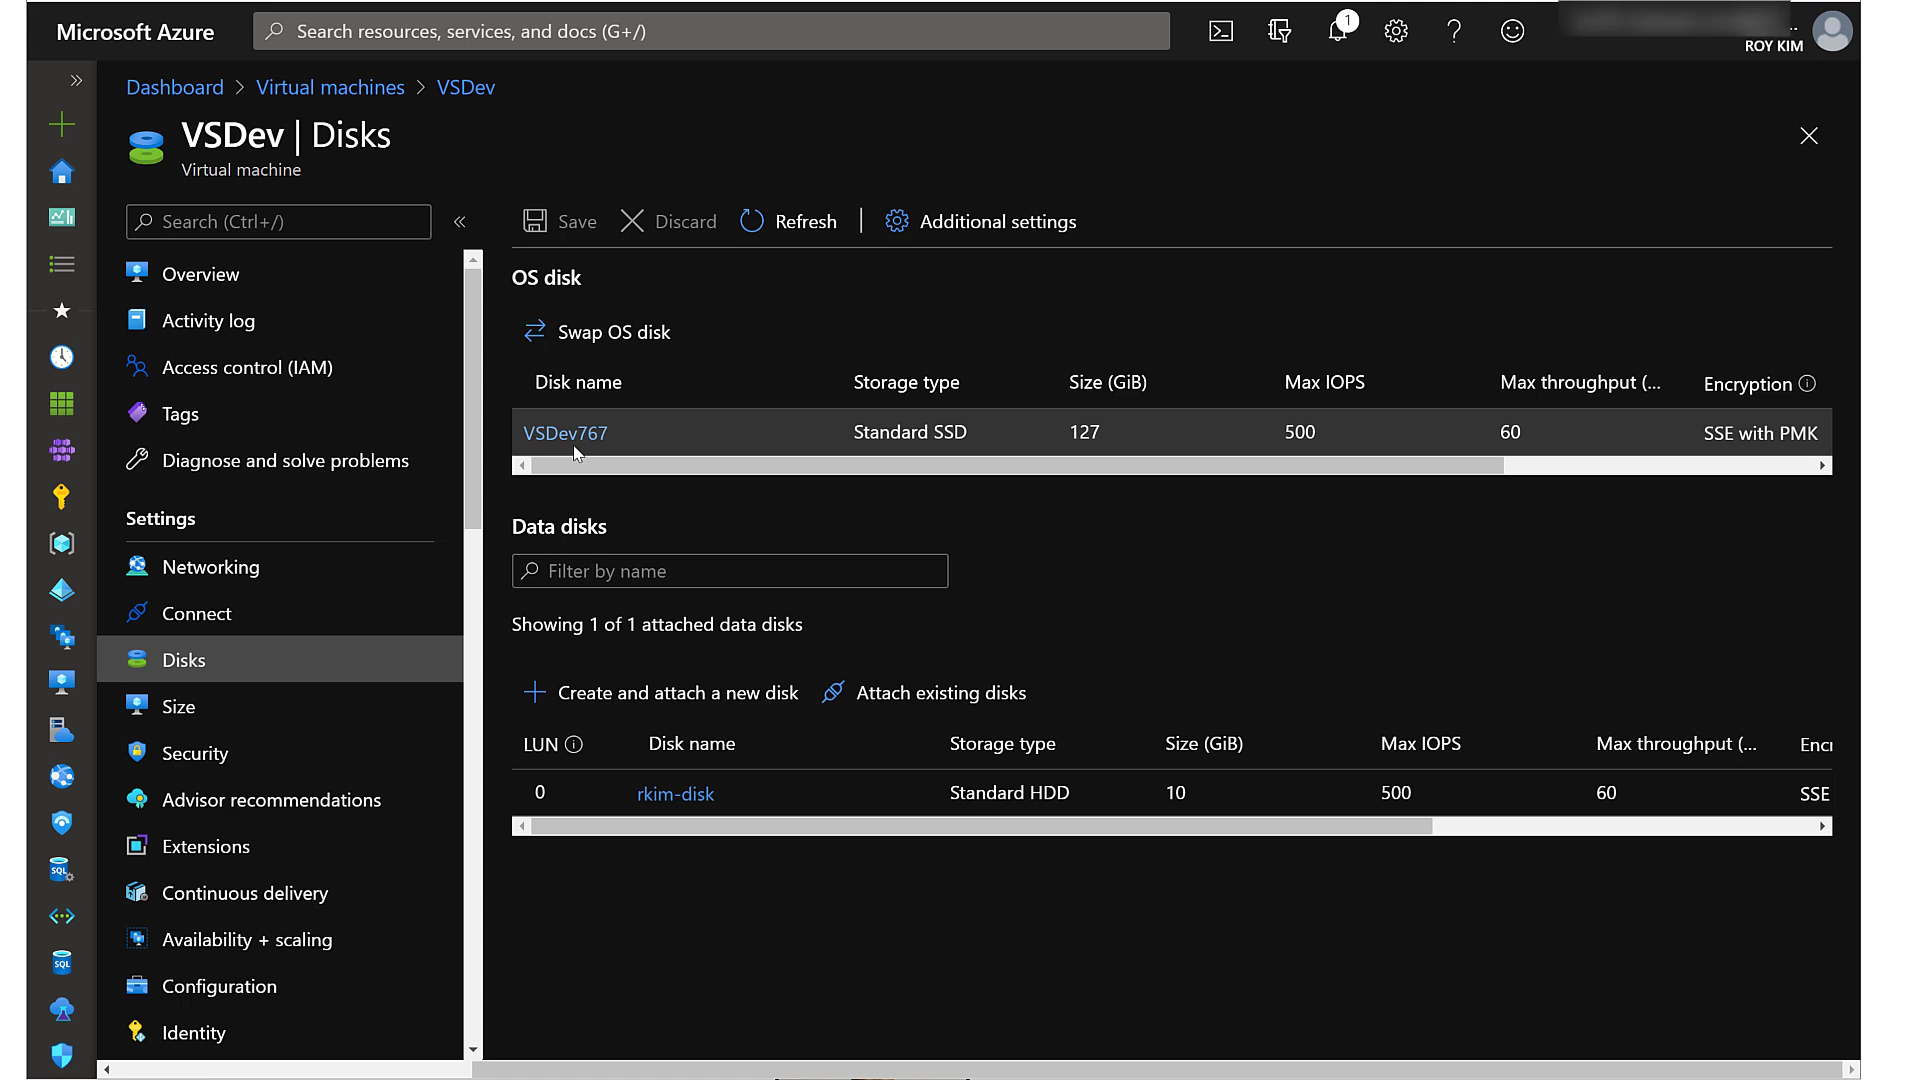 Microsoft Azure
Search resources, services, and docs (G+/)
1
ROY KIM
Dashboard > Virtual machines > VSDev
VSDev | Disks
Virtual machine
Search (Ctrl+/)
Overview
Activity log
Access control (IAM)
Tags
Diagnose and solve problems
Settings
Networking
Connect
Disks
Size
Security
Advisor recommendations
Extensions
Continuous delivery
Availability + scaling
Configuration
Identity
Save Discard Refresh | Additional settings
OS disk
Swap OS disk
Disk name Storage type Size (GiB) Max IOPS Max throughput (... Encryption
VSDev767 Standard SSD 127 500 60 SSE with PMK
Data disks
Filter by name
Showing 1 of 1 attached data disks
Create and attach a new disk Attach existing disks
LUN Disk name Storage type Size (GiB) Max IOPS Max throughput (... Encr
0 rkim-disk Standard HDD 10 500 60 SSE
SQL
SQL